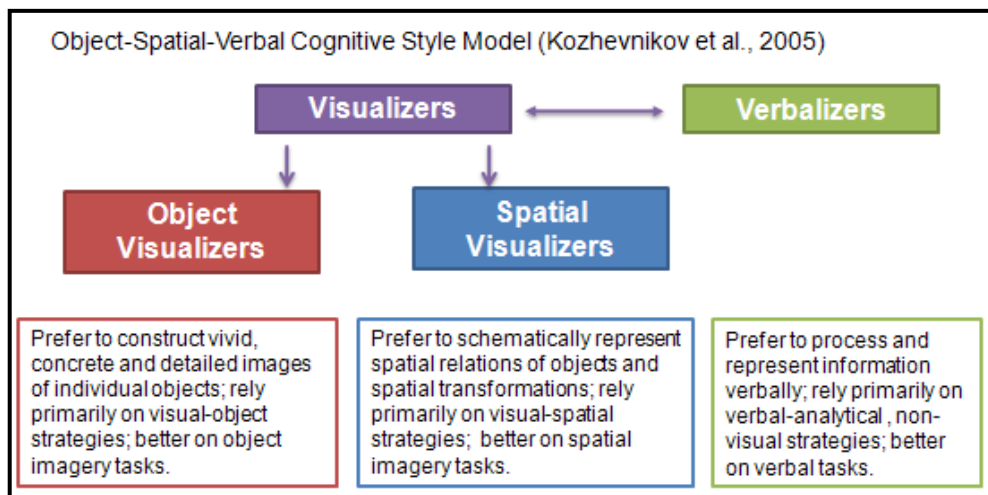 Object-Spatial-Verbal Cognitive Style Model (Kozhevnikov et al., 2005)
Visualizers
Verbalizers
Object
Visualizers
Spatial
Visualizers
Prefer to construct vivid,
concrete and detailed images
of individual objects; rely
primarily on visual-object
strategies; better on object
imagery tasks.
Prefer to schematically represent
spatial relations of objects and
spatial transformations; rely
primarily on visual-spatial
strategies; better on spatial
imagery tasks.
Prefer to process and
represent information
verbally; rely primarily on
verbal-analytical, non-
visual strategies; better
on verbal tasks.